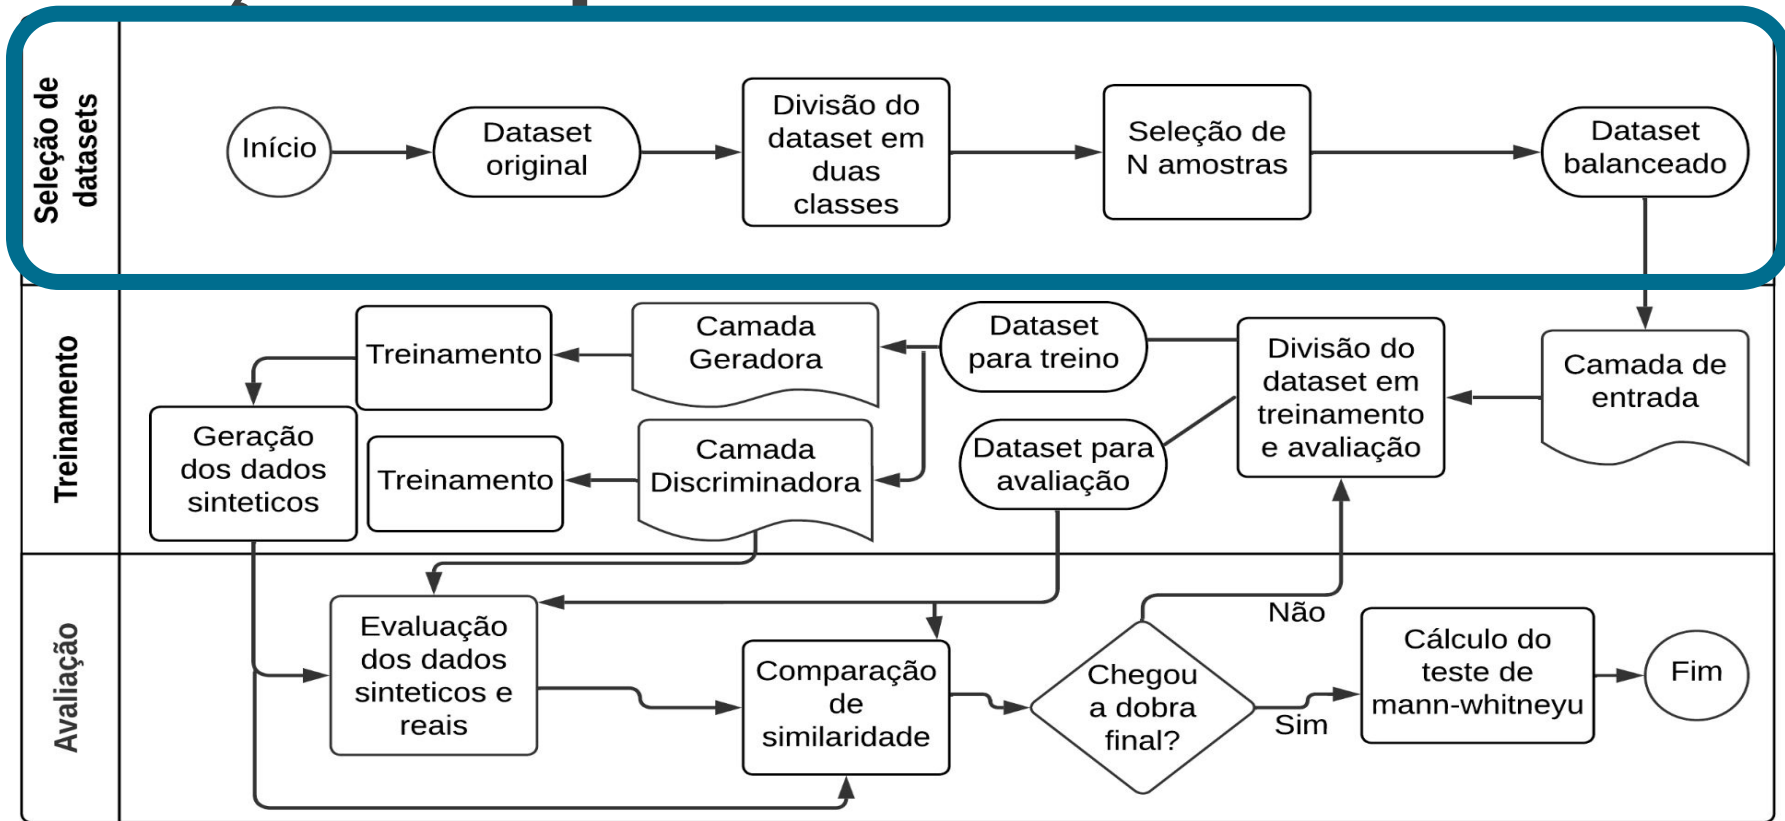 Seleção de
datasets
Início
Dataset
original
Divisão do
dataset em
duas
classes
Seleção de
N amostras
Dataset
balanceado
Treinamento
Treinamento
Camada
Geradora
Dataset
para treino
Divisão do
dataset em
treinamento
e avaliação
Camada de
entrada
Geração
dos dados
sinteticos
Treinamento
Camada
Discriminadora
Dataset para
avaliação
Avaliação
Evaluação
dos dados
sinteticos e
reais
Comparação
de
similaridade
Chegou
a dobra
final?
Não
Sim
Cálculo do
teste de
mann-whitneyu
Fim